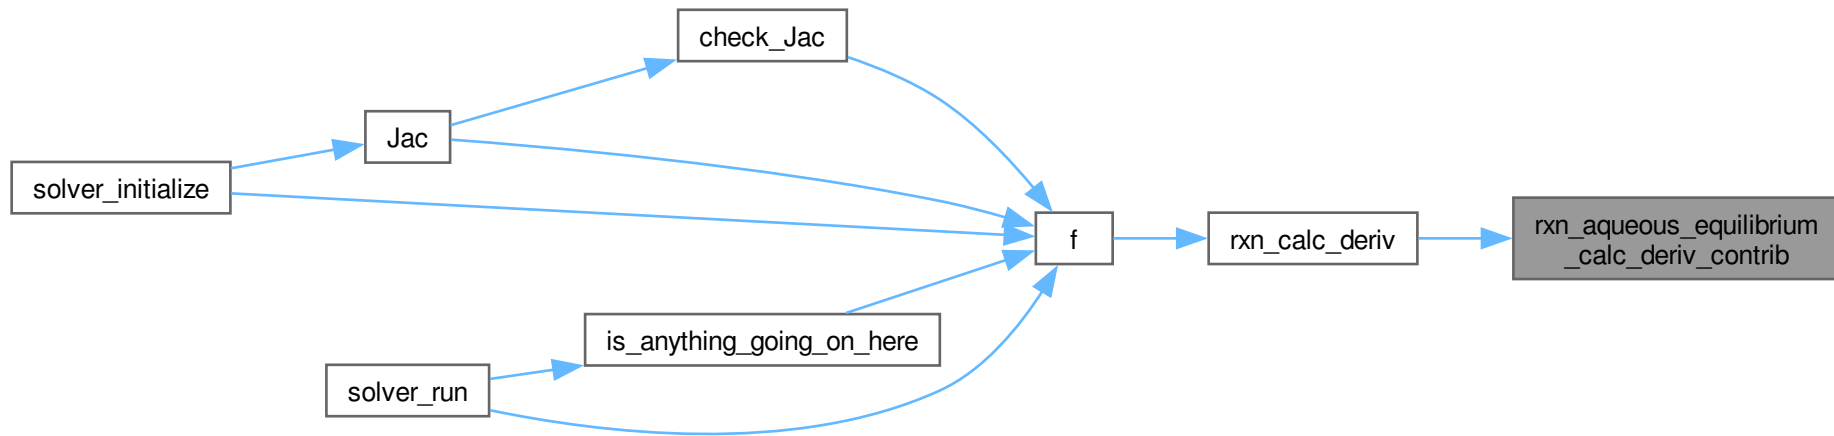 check_Jac
Jac
solver_initialize
f
rxn_calc_deriv
rxn_aqueous_equilibrium
_calc_deriv_contrib
is_anything_going_on_here
solver_run